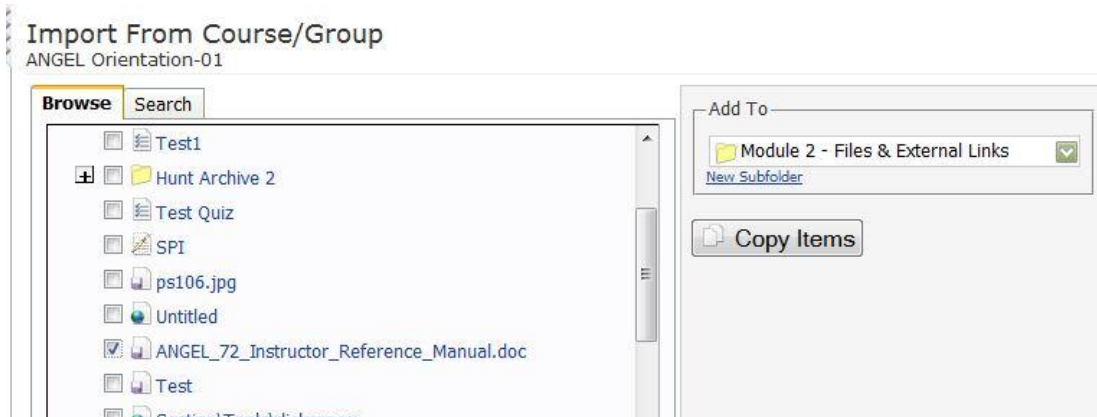 Import From Course/Group
ANGEL Orientation-01
Browse
Search
Test1
Hunt Archive 2
Test Quiz
SPI
ps106.jpg
Untitled
ANGEL_72_Instructor_Reference_Manual.doc
Test
Add To
Module 2 - Files & External Links
New Subfolder
Copy Items